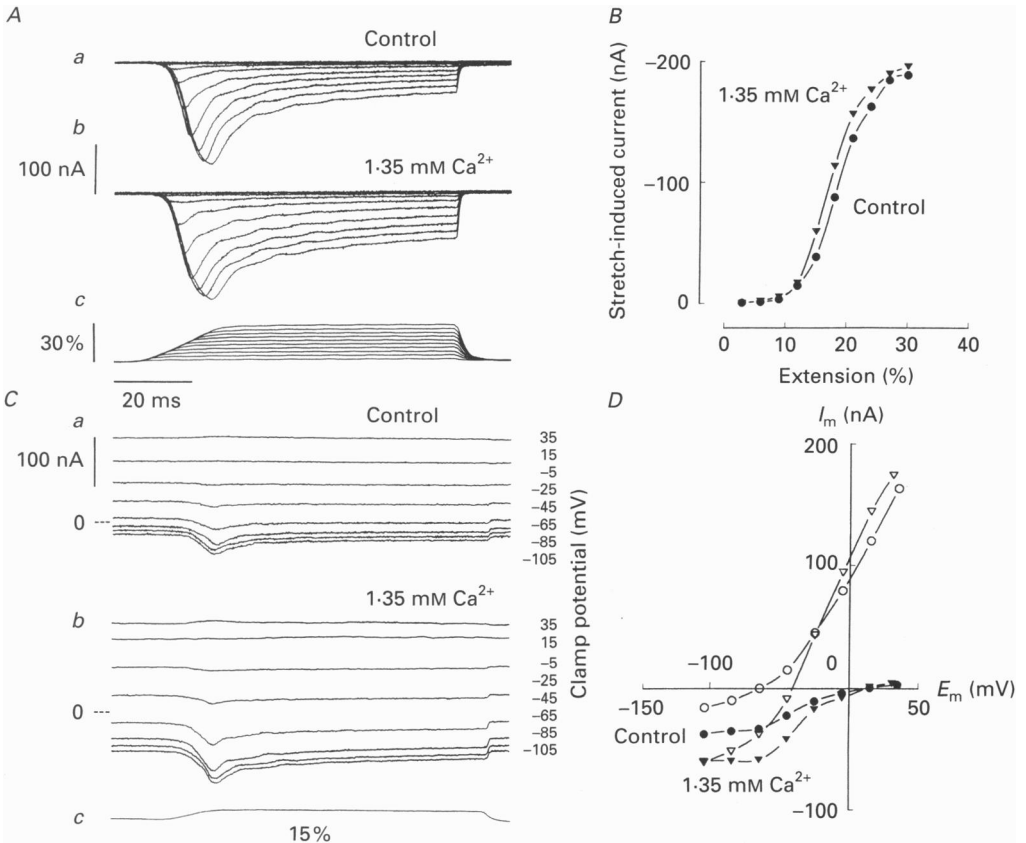 A
a
Control
b
100 nA
1·35 mM Ca2+
c
30%
20 ms
B
Stretch-induced current (nA)
−200
−100
0
1·35 mM Ca2+
Control
0
10
20
30
40
Extension (%)
C
a
Control
100 nA
0
35
15
−5
−25
−45
−65
−85
−105
b
1·35 mM Ca2+
0
35
15
−5
−25
−45
−65
−85
−105
Clamp potential (mV)
c
15%
D
Im (nA)
200
100
−100
0
−150
50
Em (mV)
Control
1·35 mM Ca2+
−100